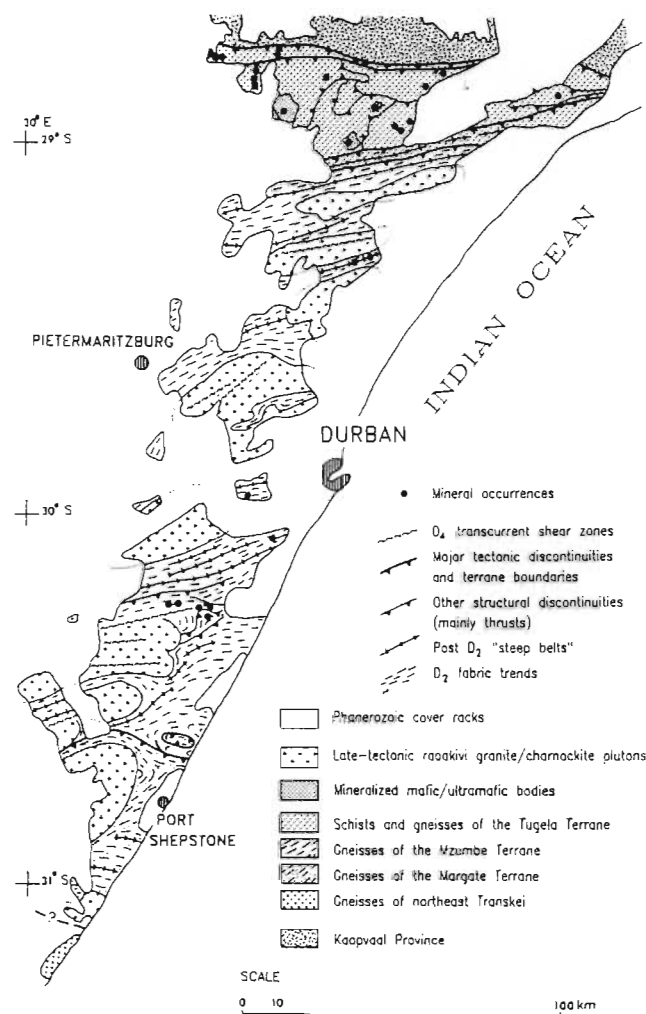 30° E
29° S
PIETERMARITZBURG
INDIAN OCEAN
DURBAN
30° S
Mineral occurrences
D4 transcurrent shear zones
Major tectonic discontinuities
and terrane boundaries
Other structural discontinuities
(mainly thrusts)
Post D2 "steep belts"
D2 fabric trends
Phanerozoic cover rocks
Late-tectonic rapakivi granite/charnockite plutons
Mineralized mafic/ultramafic bodies
Schists and gneisses of the Tugela Terrane
Gneisses of the Mzumbe Terrane
Gneisses of the Margate Terrane
Gneisses of northeast Transkei
Kaapvaal Province
PORT
SHEPSTONE
31° S
?
SCALE
0 10 100 km